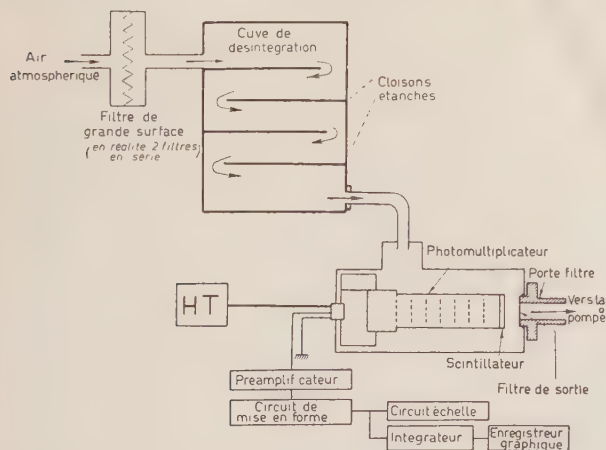 Air
atmospherique
Cuve de
desintegration
Cloisons
etanches
Filtre de
grande surface
(en réalité 2 filtres
en série)
Photomultiplicateur
Porte filtre
Vers la
pompe
HT
Scintillateur
Filtre de sortie
Preamplif cateur
Circuit de
mise en forme
Circuit échelle
Integrateur
Enregistreur
graphique